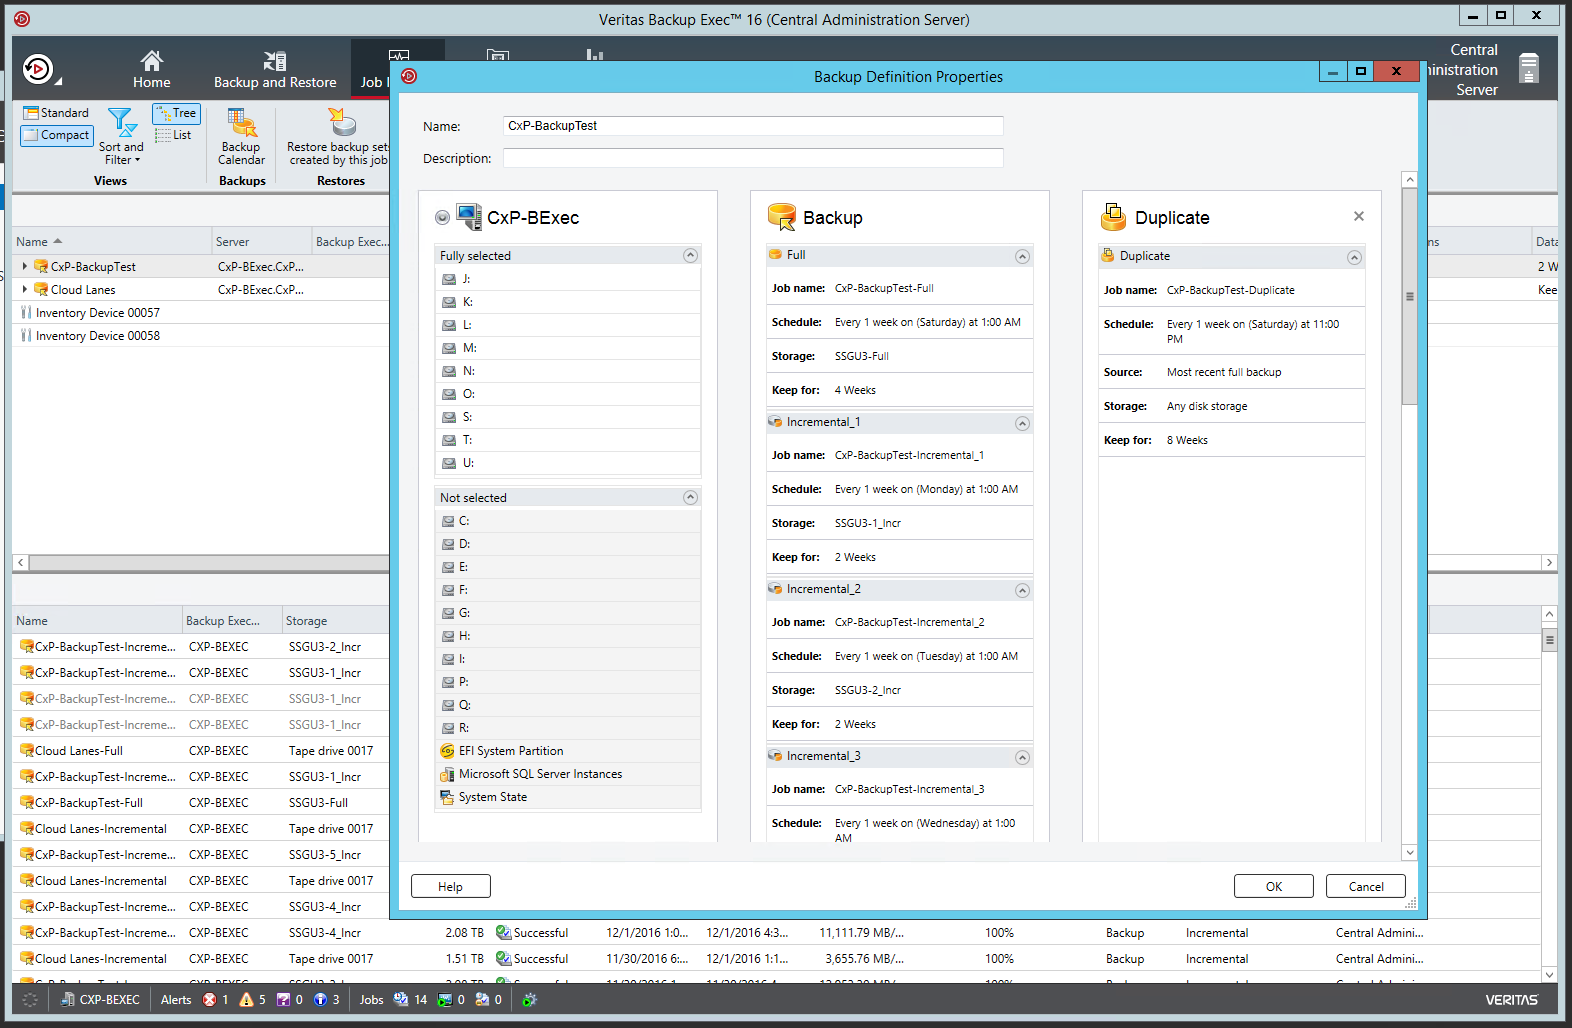 Veritas Backup Exec™ 16 (Central Administration Server)
Home
Backup and Restore
Central
Administration
Server
Standard
Compact
Sort and
Filter
Tree
List
Views
Backup
Calendar
Backups
Restore backup sets
created by this job
Restores
Name
Server
Backup Exec...
Data
CxP-BackupTest
CxP-BExec.CxP...
2 W
Cloud Lanes
CxP-BExec.CxP...
Kee
Inventory Device 00057
Inventory Device 00058
Backup Definition Properties
Name:
CxP-BackupTest
Description:
CxP-BExec
Fully selected
J:
K:
L:
M:
N:
O:
S:
T:
U:
Not selected
C:
D:
E:
F:
G:
H:
I:
P:
Q:
R:
EFI System Partition
Microsoft SQL Server Instances
System State
Backup
Full
Job name: CxP-BackupTest-Full
Schedule: Every 1 week on (Saturday) at 1:00 AM
Storage: SSGU3-Full
Keep for: 4 Weeks
Incremental_1
Job name: CxP-BackupTest-Incremental_1
Schedule: Every 1 week on (Monday) at 1:00 AM
Storage: SSGU3-1_Incr
Keep for: 2 Weeks
Incremental_2
Job name: CxP-BackupTest-Incremental_2
Schedule: Every 1 week on (Tuesday) at 1:00 AM
Storage: SSGU3-2_Incr
Keep for: 2 Weeks
Incremental_3
Job name: CxP-BackupTest-Incremental_3
Schedule: Every 1 week on (Wednesday) at 1:00
AM
Duplicate
Duplicate
Job name: CxP-BackupTest-Duplicate
Schedule: Every 1 week on (Saturday) at 11:00
PM
Source: Most recent full backup
Storage: Any disk storage
Keep for: 8 Weeks
Help
OK
Cancel
Name
Backup Exec...
Storage
CxP-BackupTest-Increme... CXP-BEXEC SSGU3-2_Incr
CxP-BackupTest-Increme... CXP-BEXEC SSGU3-1_Incr
CxP-BackupTest-Increme... CXP-BEXEC SSGU3-1_Incr
CxP-BackupTest-Increme... CXP-BEXEC SSGU3-1_Incr
Cloud Lanes-Full CXP-BEXEC Tape drive 0017
CxP-BackupTest-Increme... CXP-BEXEC SSGU3-1_Incr
CxP-BackupTest-Full CXP-BEXEC SSGU3-Full
Cloud Lanes-Incremental CXP-BEXEC Tape drive 0017
CxP-BackupTest-Increme... CXP-BEXEC SSGU3-5_Incr
Cloud Lanes-Incremental CXP-BEXEC Tape drive 0017
CxP-BackupTest-Increme... CXP-BEXEC SSGU3-4_Incr
CxP-BackupTest-Increme... CXP-BEXEC SSGU3-4_Incr 2.08 TB Successful 12/1/2016 1:0... 12/1/2016 4:3... 11,111.79 MB/... 100% Backup Incremental Central Admini...
Cloud Lanes-Incremental CXP-BEXEC Tape drive 0017 1.51 TB Successful 11/30/2016 6:... 12/1/2016 1:1... 3,655.76 MB/... 100% Backup Incremental Central Admini...
CXP-BEXEC Alerts 1 5 0 3 Jobs 14 0 0
VERITAS